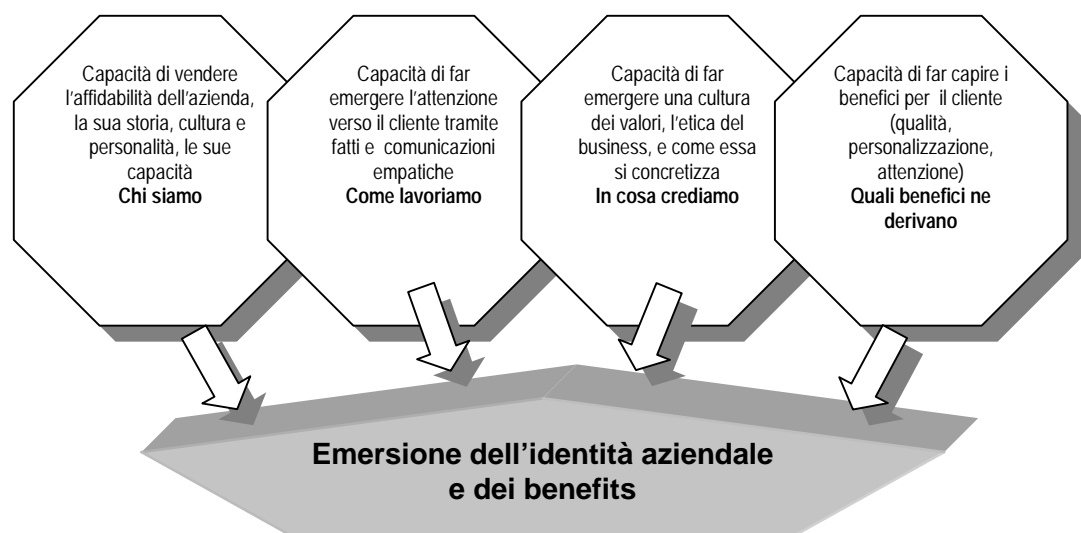 Capacità di vendere
l'affidabilità dell'azenda,
la sua storia, cultura e
personalità, le sue
capacità
Chi siamo
Capacità di far
emergere l'attenzione
verso il cliente tramite
fatti e comunicazioni
empatiche
Come lavoriamo
Capacità di far
emergere una cultura
dei valori, l'etica del
business, e come essa
si concretizza
In cosa crediamo
Capacità di far capire i
benefici per il cliente
(qualità,
personalizzazione,
attenzione)
Quali benefici ne
derivano
Emersione dell'identità aziendale
e dei benefits